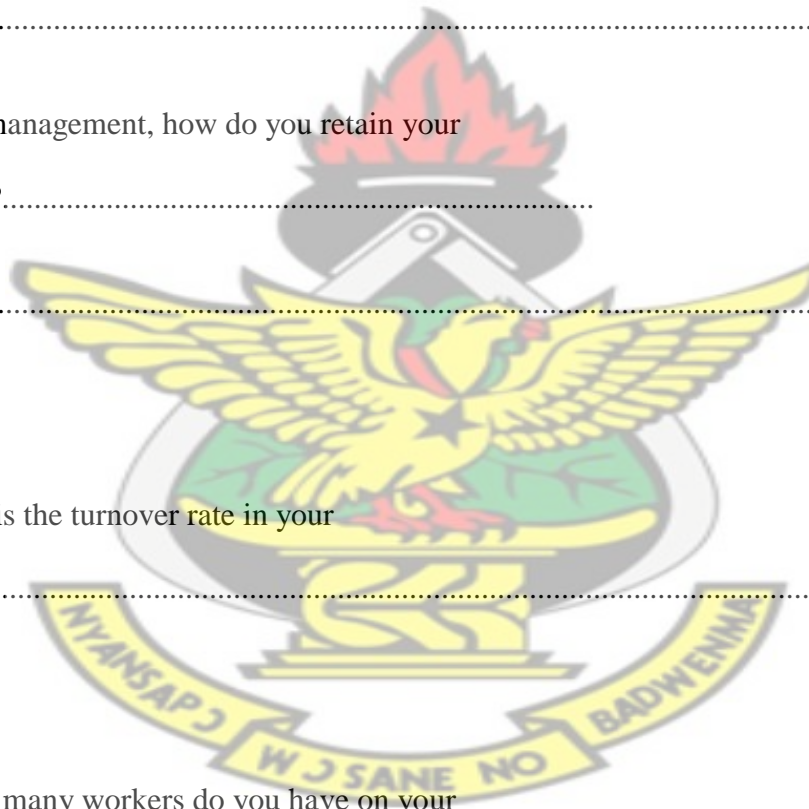 ..........................................................................................................
management, how do you retain your
..........................................................................
..........................................................................................................
is the turnover rate in your
..........................................................................................................
NYANSAPƆ
WƆSANE NO
BADWENMA
many workers do you have on your